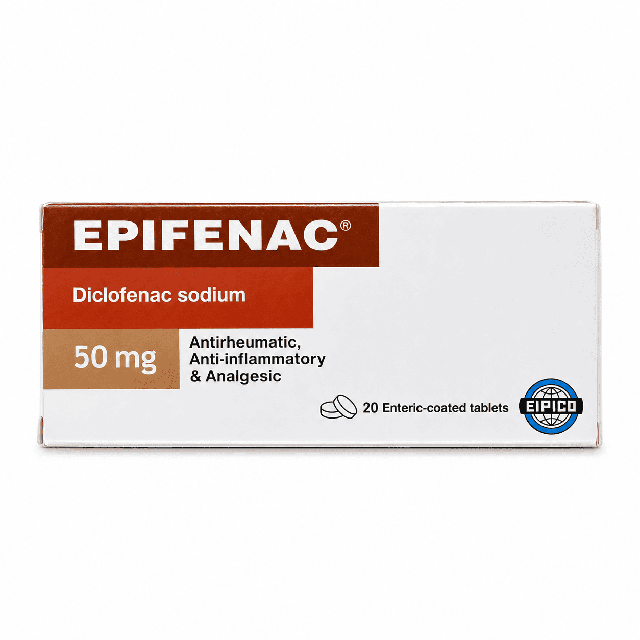 EPIFENAC®
Diclofenac sodium
50 mg
Antirheumatic,
Anti-inflammatory
& Analgesic
20 Enteric-coated tablets
EIPICO